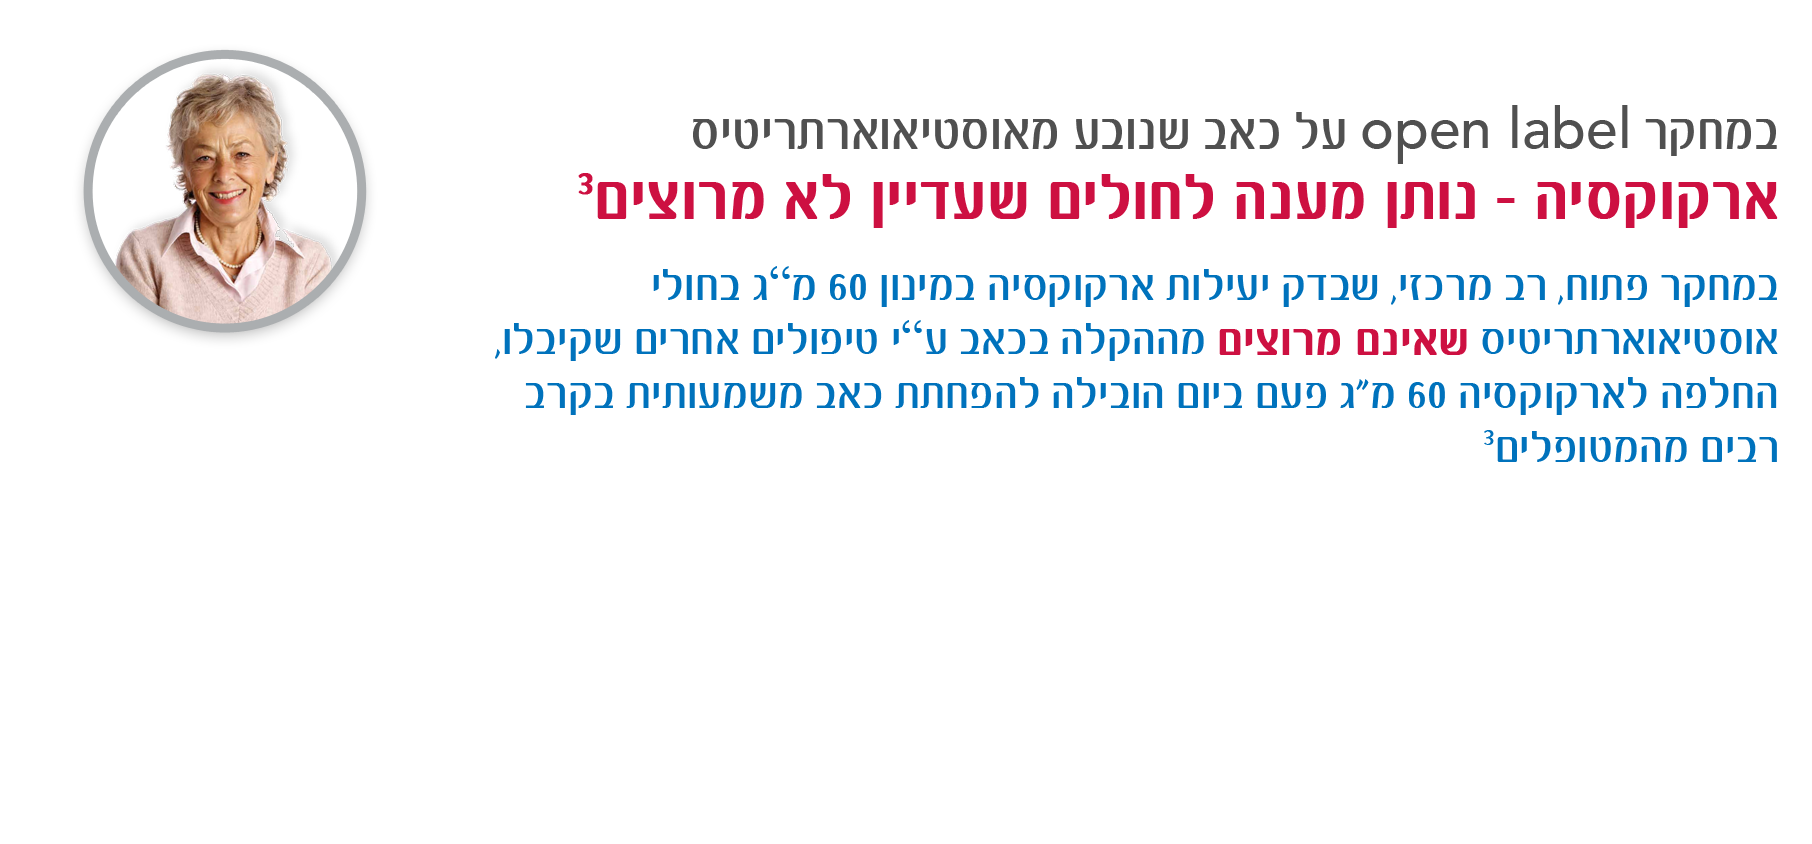 במחקר open label על כאב שנובע מאוסטיאוארתריטיס
ארקוקסיה - נותן מענה לחולים שעדיין לא מרוצים³
במחקר פתוח, רב מרכזי, שבדק יעילות ארקוקסיה במינון 60 מ“ג בחולי
אוסטיאוארתריטיס שאינם מרוצים מההקלה בכאב ע“י טיפולים אחרים שקיבלו,
החלפה לארקוקסיה 60 מ”ג פעם ביום הובילה להפחתת כאב משמעותית בקרב
רבים מהמטופלים³